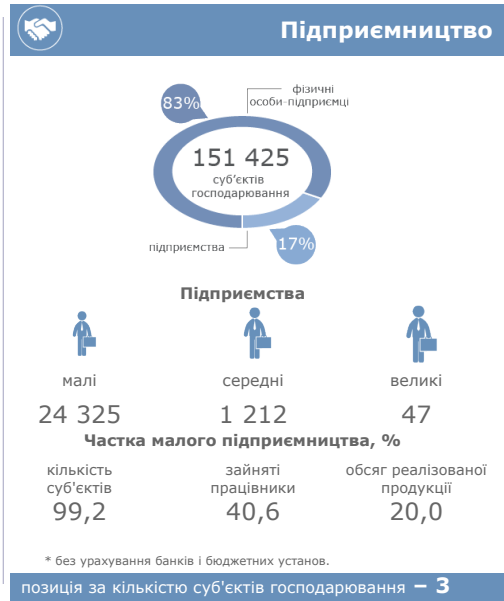 Підприємництво
83%
фізичні
особи-підприємці
151 425
суб’єктів
господарювання
підприємства
17%
Підприємства
малі середні великі
24 325 1 212 47
Частка малого підприємництва, %
кількість зайняті обсяг реалізованої
суб'єктів працівники продукції
99,2 40,6 20,0
* без урахування банків і бюджетних установ.
позиція за кількістю суб'єктів господарювання – 3